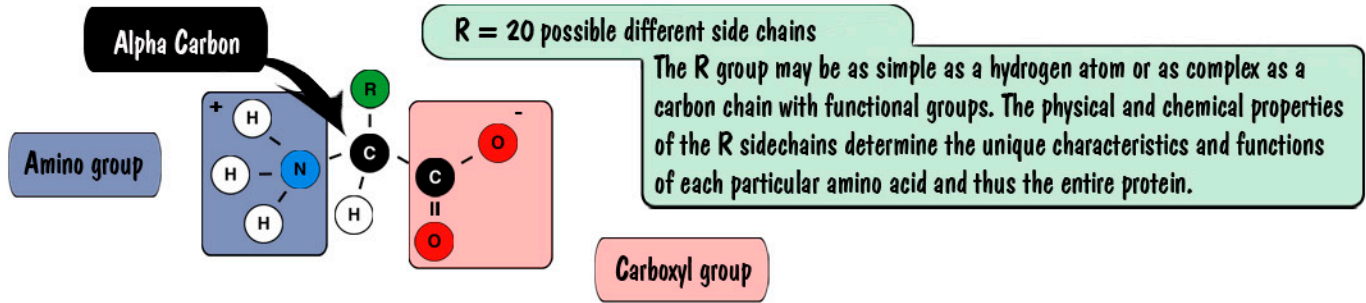 Alpha Carbon
R = 20 possible different side chains
The R group may be as simple as a hydrogen atom or as complex as a
carbon chain with functional groups. The physical and chemical properties
of the R sidechains determine the unique characteristics and functions
of each particular amino acid and thus the entire protein.
Amino group
+
H
H
H
N
R
C
H
C
O
-
O
Carboxyl group